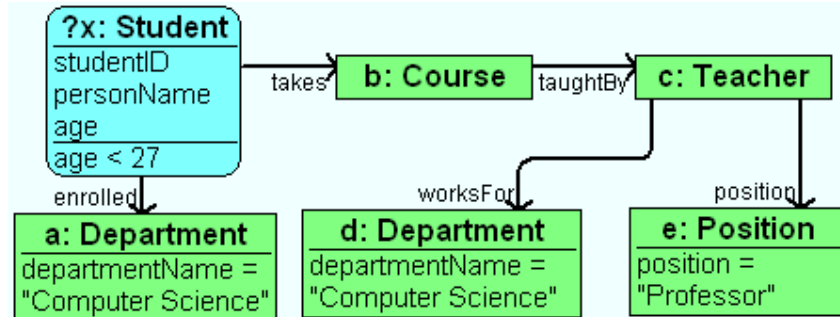 ?x: Student
studentID
personName
age
age < 27
takes
b: Course
taughtBy
c: Teacher
enrolled
worksFor
position
a: Department
departmentName =
"Computer Science"
d: Department
departmentName =
"Computer Science"
e: Position
position =
"Professor"